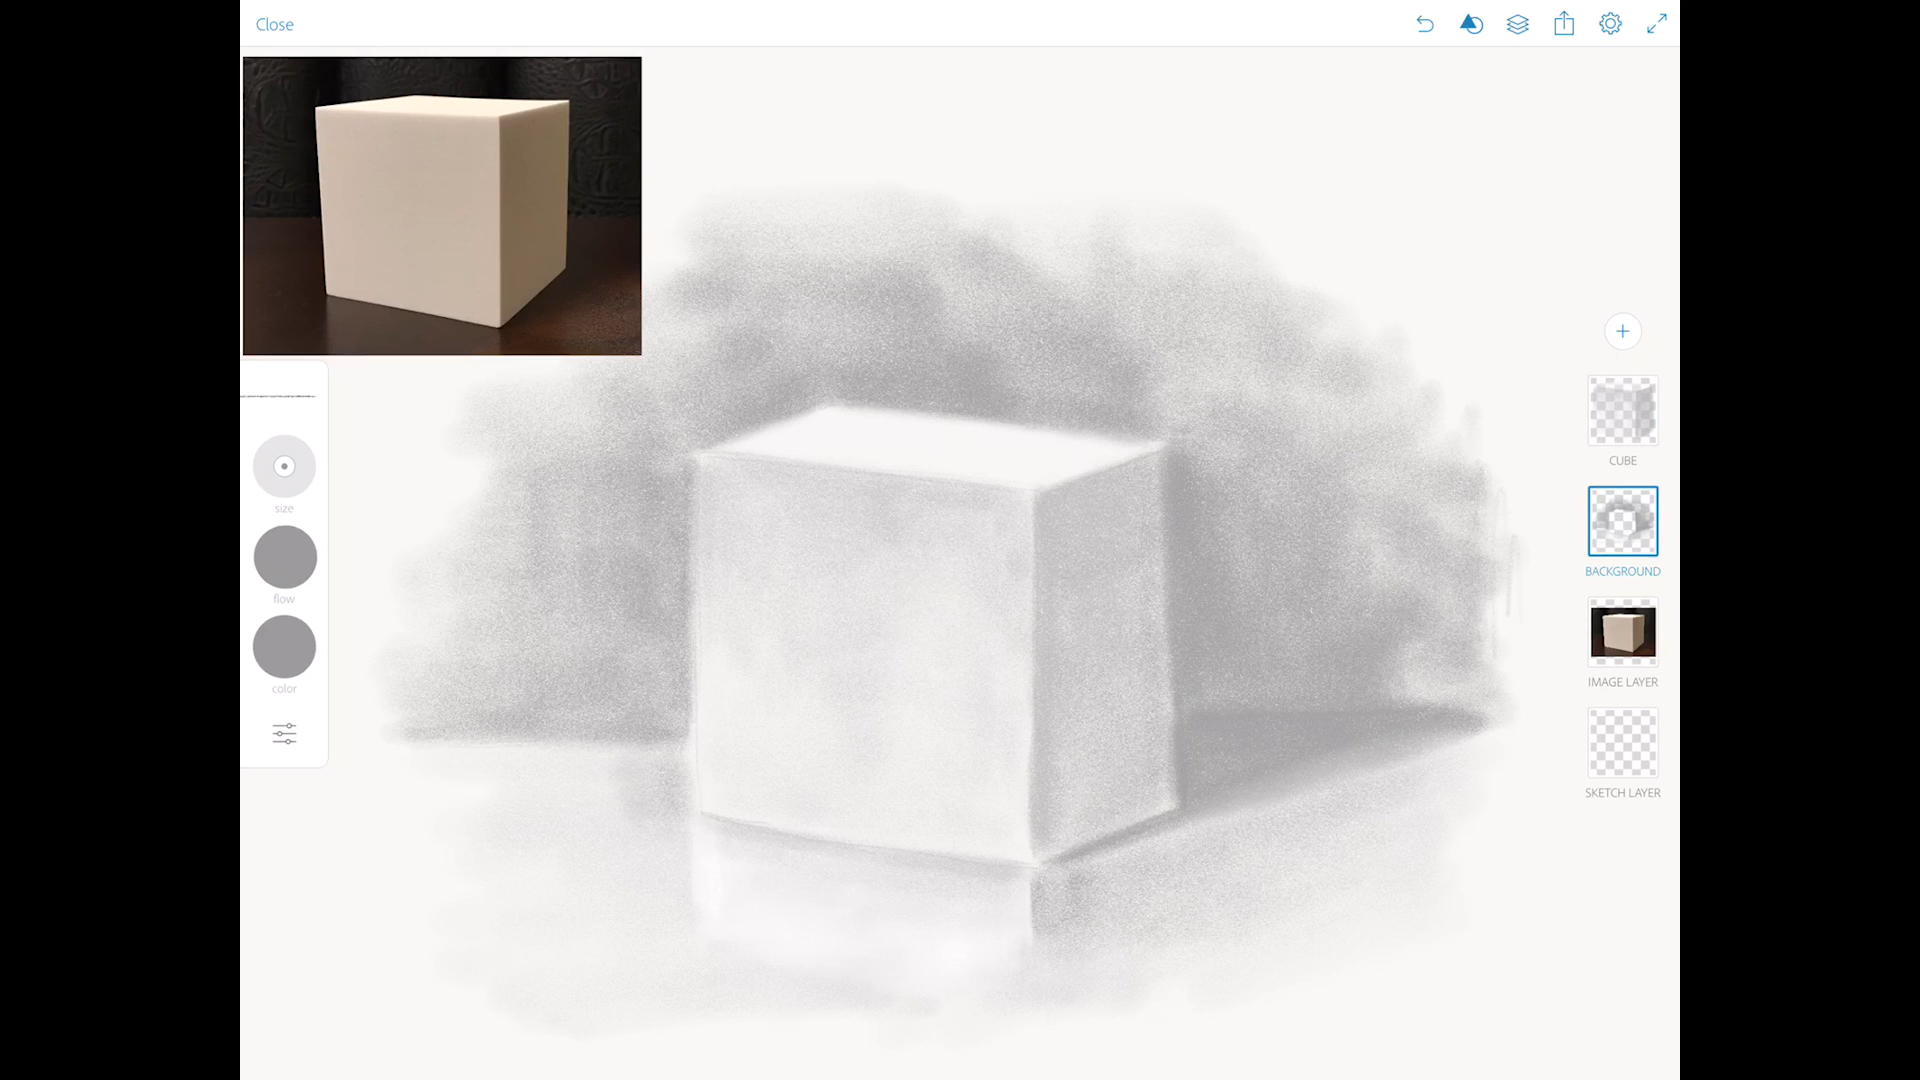 Close
size
flow
color
CUBE
BACKGROUND
IMAGE LAYER
SKETCH LAYER